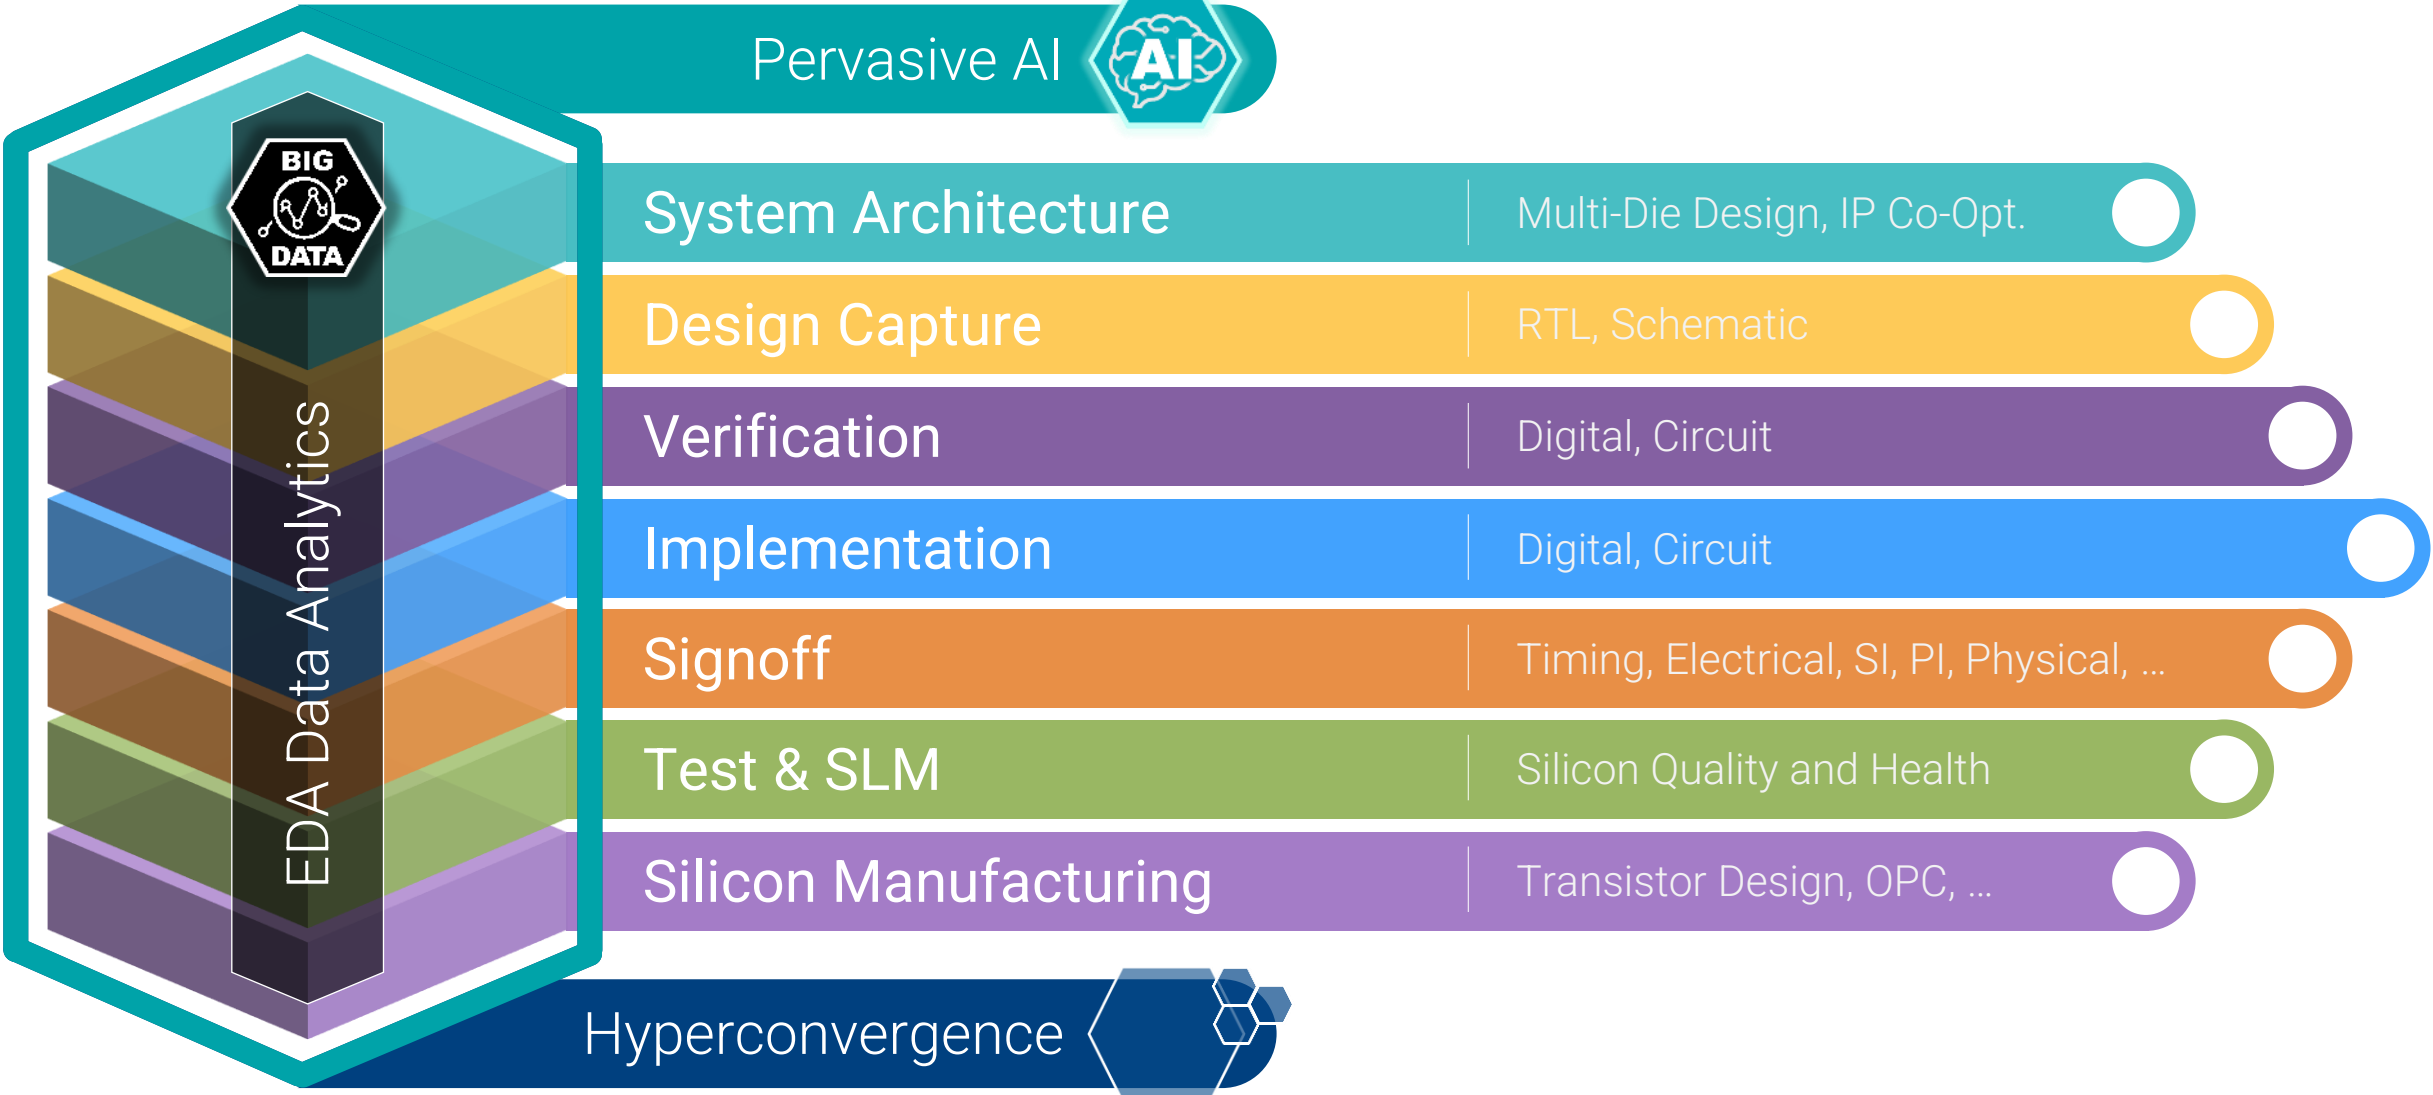 Pervasive AI
AI
BIG
DATA
EDA Data Analytics
System Architecture
Multi-Die Design, IP Co-Opt.
Design Capture
RTL, Schematic
Verification
Digital, Circuit
Implementation
Digital, Circuit
Signoff
Timing, Electrical, SI, PI, Physical, ...
Test & SLM
Silicon Quality and Health
Silicon Manufacturing
Transistor Design, OPC, ...
Hyperconvergence